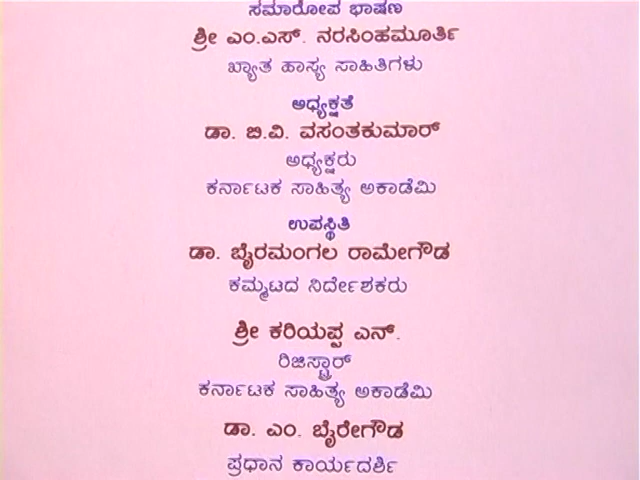 ಸಮಾರೋಪ ಭಾಷಣ
ಶ್ರೀ ಎಂ.ಎಸ್. ನರಸಿಂಹಮೂರ್ತಿ
ಖ್ಯಾತ ಹಾಸ್ಯ ಸಾಹಿತಿಗಳು
ಅಧ್ಯಕ್ಷತೆ
ಡಾ. ಬಿ.ವಿ. ವಸಂತಕುಮಾರ್
ಅಧ್ಯಕ್ಷರು
ಕರ್ನಾಟಕ ಸಾಹಿತ್ಯ ಅಕಾಡೆಮಿ
ಉಪಸ್ಥಿತಿ
ಡಾ. ಬೈರಮಂಗಲ ರಾಮೇಗೌಡ
ಕಮ್ಮಟದ ನಿರ್ದೇಶಕರು
ಶ್ರೀ ಕರಿಯಪ್ಪ ಎನ್.
ರಿಜಿಸ್ಟ್ರಾರ್
ಕರ್ನಾಟಕ ಸಾಹಿತ್ಯ ಅಕಾಡೆಮಿ
ಡಾ. ಎಂ. ಬೈರೇಗೌಡ
ಪ್ರಧಾನ ಕಾರ್ಯದರ್ಶಿ